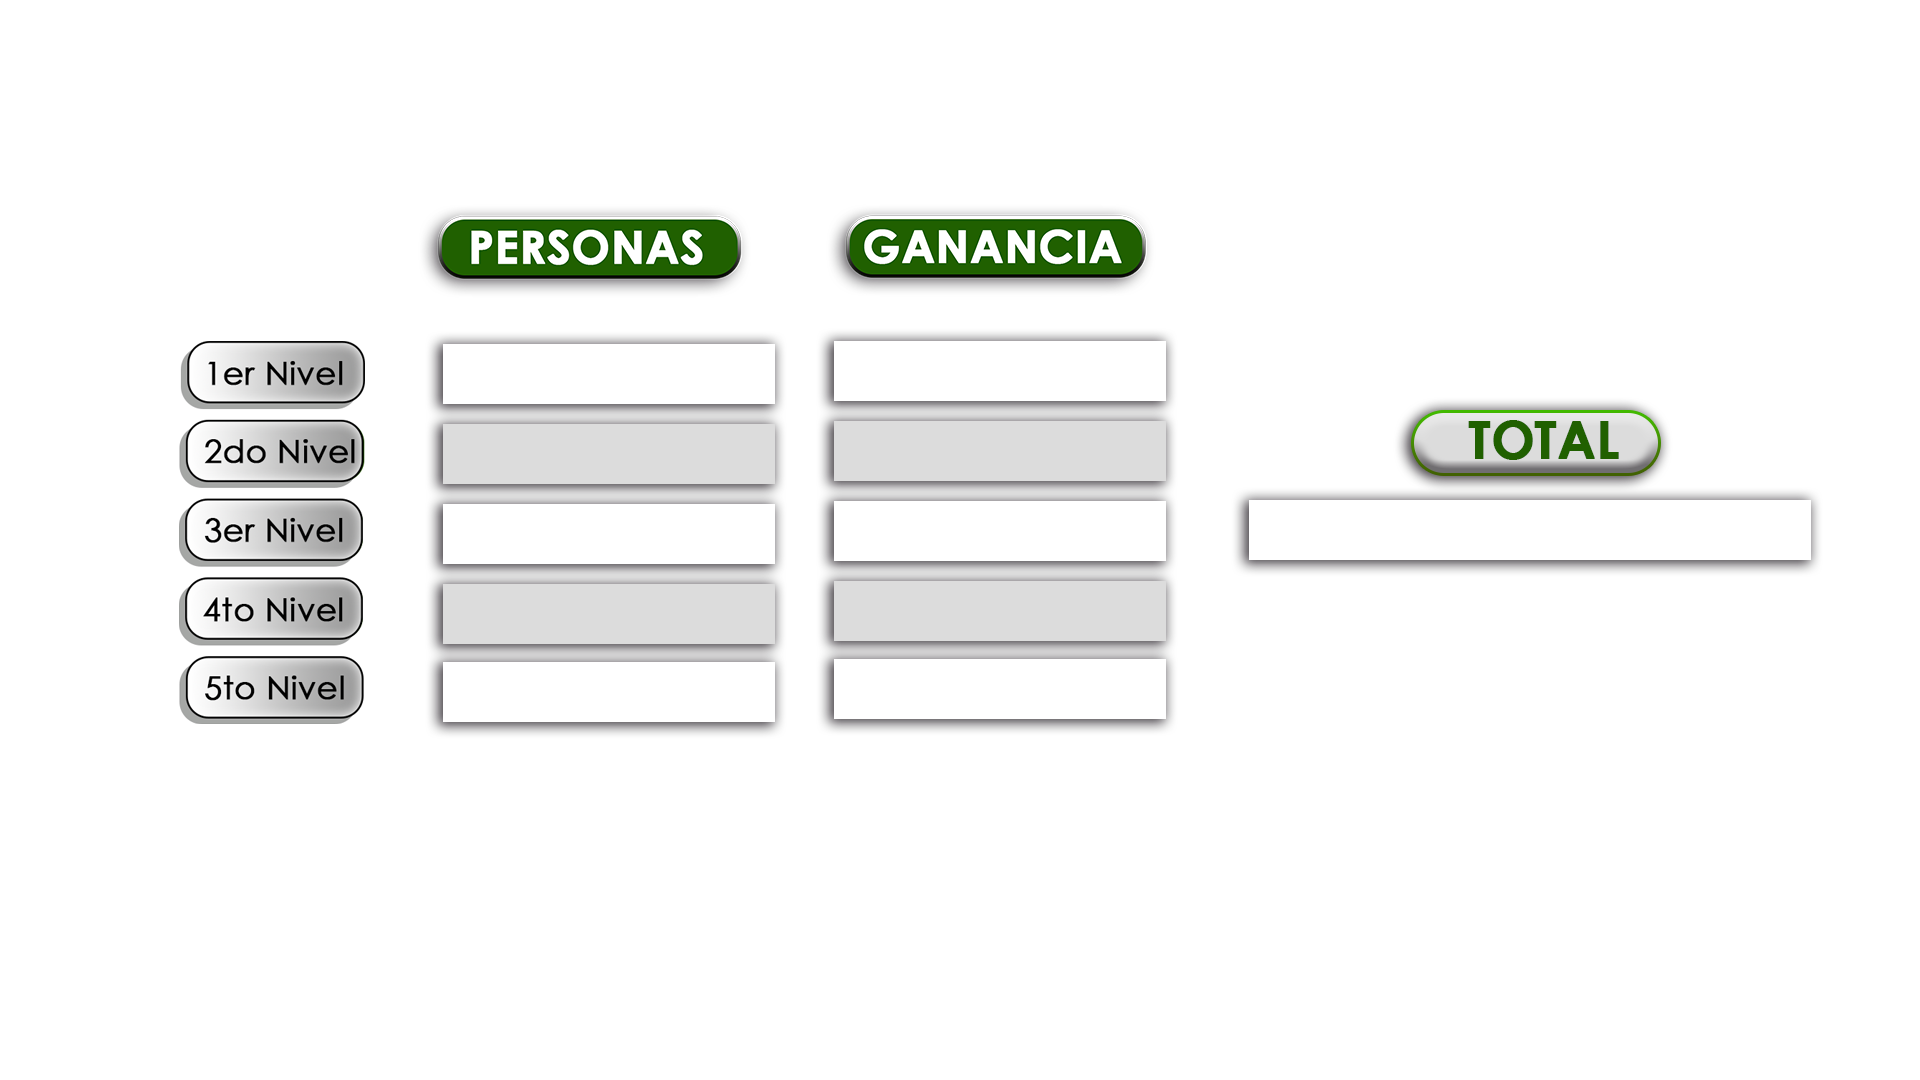 PERSONAS GANANCIA
1er Nivel
2do Nivel
TOTAL
3er Nivel
4to Nivel
5to Nivel